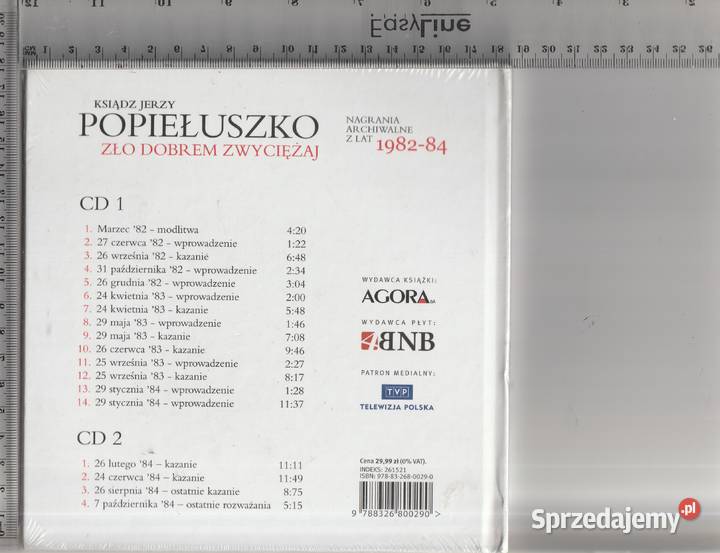 EasyLine
KSIĄDZ JERZY
POPIEŁUSZKO
ZŁO DOBREM ZWYCIĘŻAJ
NAGRANIA
ARCHIWALNE
Z LAT 1982-84
CD 1
1. Marzec '82 – modlitwa 4:20
2. 27 czerwca '82 – wprowadzenie 1:22
3. 26 września '82 – kazanie 6:48
4. 31 października '82 – wprowadzenie 2:34
5. 26 grudnia '82 – wprowadzenie 3:04
6. 24 kwietnia '83 – wprowadzenie 2:00
7. 24 kwietnia '83 – kazanie 5:48
8. 29 maja '83 – wprowadzenie 1:46
9. 29 maja '83 – kazanie 7:08
10. 26 czerwca '83 – kazanie 9:46
11. 25 września '83 – wprowadzenie 2:27
12. 25 września '83 – kazanie 8:17
13. 29 stycznia '84 – wprowadzenie 1:28
14. 29 stycznia '84 – wprowadzenie 11:37
WYDAWCA KSIĄŻKI:
AGORA SA
WYDAWCA PŁYT:
4BNB
PATRON MEDIALNY:
TVP
TELEWIZJA POLSKA
CD 2
1. 26 lutego '84 – kazanie 11:11
2. 24 czerwca '84 – kazanie 11:49
3. 26 sierpnia '84 – ostatnie kazanie 8:75
4. 7 października '84 – ostatnie rozważania 5:15
Cena 29,99 zł (0% VAT).
INDEKS: 261521
ISBN: 978-83-268-0029-0
9 788326 800290 >
Sprzedajemy.pl